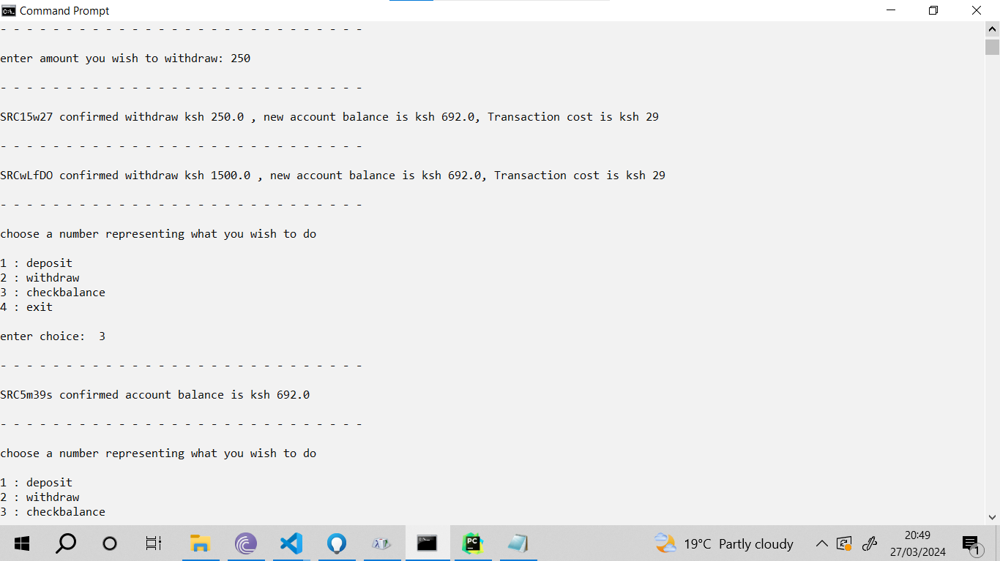 Command Prompt
- - - - - - - - - - - - - - - - - - - - - - - - - - - -
enter amount you wish to withdraw: 250
- - - - - - - - - - - - - - - - - - - - - - - - - - - -
SRC15w27 confirmed withdraw ksh 250.0 , new account balance is ksh 692.0, Transaction cost is ksh 29
- - - - - - - - - - - - - - - - - - - - - - - - - - - -
SRCwLfDO confirmed withdraw ksh 1500.0 , new account balance is ksh 692.0, Transaction cost is ksh 29
- - - - - - - - - - - - - - - - - - - - - - - - - - - -
choose a number representing what you wish to do
1 : deposit
2 : withdraw
3 : checkbalance
4 : exit
enter choice:  3
- - - - - - - - - - - - - - - - - - - - - - - - - - - -
SRC5m39s confirmed account balance is ksh 692.0
- - - - - - - - - - - - - - - - - - - - - - - - - - - -
choose a number representing what you wish to do
1 : deposit
2 : withdraw
3 : checkbalance
PC
19°C Partly cloudy
20:49
27/03/2024
1